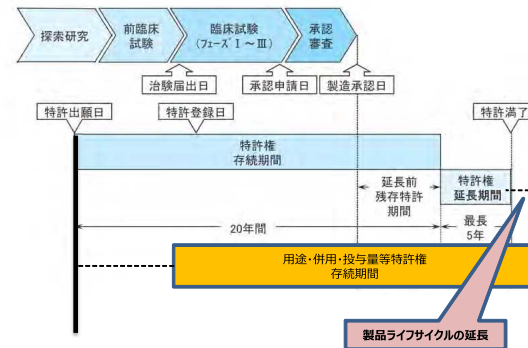 探索研究
前臨床
試験
臨床試験
(フェーズⅠ～Ⅲ)
承認
審査
治験届出日
承認申請日
製造承認日
特許出願日
特許登録日
特許満了
特許権
存続期間
延長前
残存特許
期間
特許権
延長期間
20年間
最長
5年
用途・併用・投与量等特許権
存続期間
製品ライフサイクルの延長